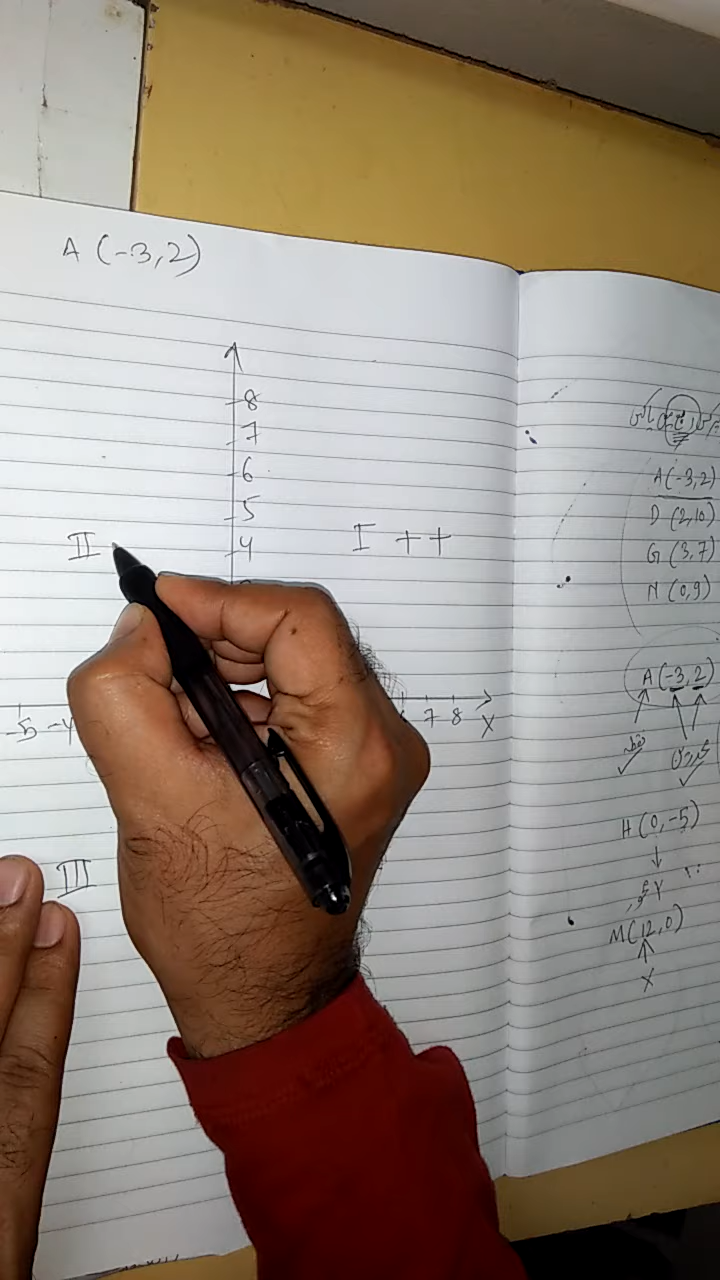 A (-3,2)
8
7
6
5
II
I ++
4
-5 -4
7 8 X
III
A(-3,2)
D (2,10)
G (3,7)
N (0,9)
A(-3,2)
نقطه
H(0,-5)
Y
M(12,0)
X